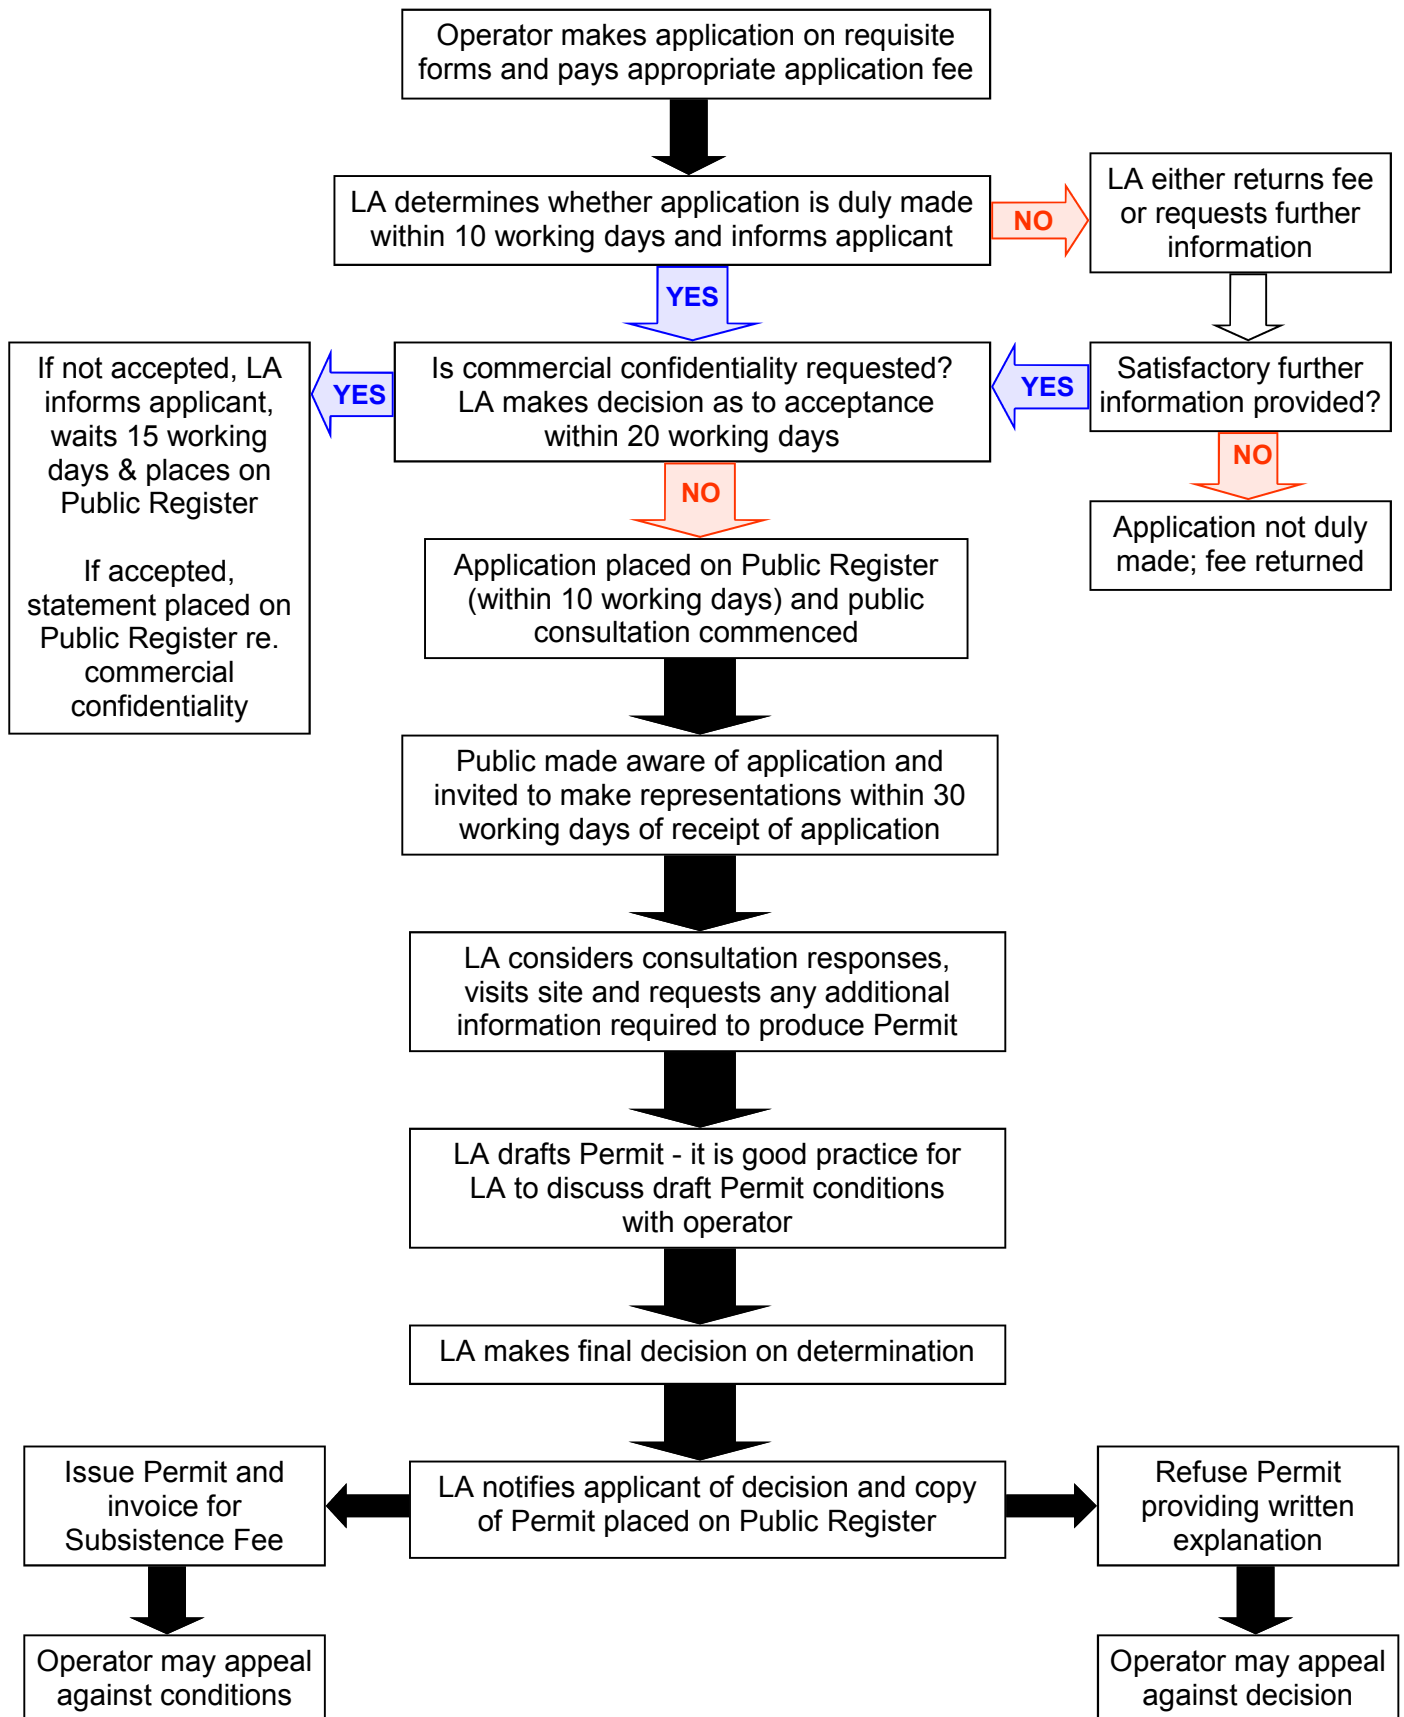 Operator makes application on requisite
forms and pays appropriate application fee
LA determines whether application is duly made
within 10 working days and informs applicant
NO
LA either returns fee
or requests further
information
YES
If not accepted, LA
informs applicant,
waits 15 working
days & places on
Public Register
If accepted,
statement placed on
Public Register re.
commercial
confidentiality
YES
Is commercial confidentiality requested?
LA makes decision as to acceptance
within 20 working days
YES
Satisfactory further
information provided?
NO
NO
Application not duly
made; fee returned
Application placed on Public Register
(within 10 working days) and public
consultation commenced
Public made aware of application and
invited to make representations within 30
working days of receipt of application
LA considers consultation responses,
visits site and requests any additional
information required to produce Permit
LA drafts Permit - it is good practice for
LA to discuss draft Permit conditions
with operator
LA makes final decision on determination
Issue Permit and
invoice for
Subsistence Fee
LA notifies applicant of decision and copy
of Permit placed on Public Register
Refuse Permit
providing written
explanation
Operator may appeal
against conditions
Operator may appeal
against decision